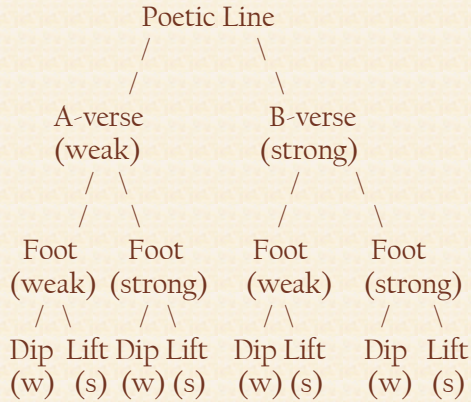 Poetic Line
A-verse B-verse
(weak) (strong)
Foot Foot Foot Foot
(weak) (strong) (weak) (strong)
Dip Lift Dip Lift Dip Lift Dip Lift
(w) (s) (w) (s) (w) (s) (w) (s)